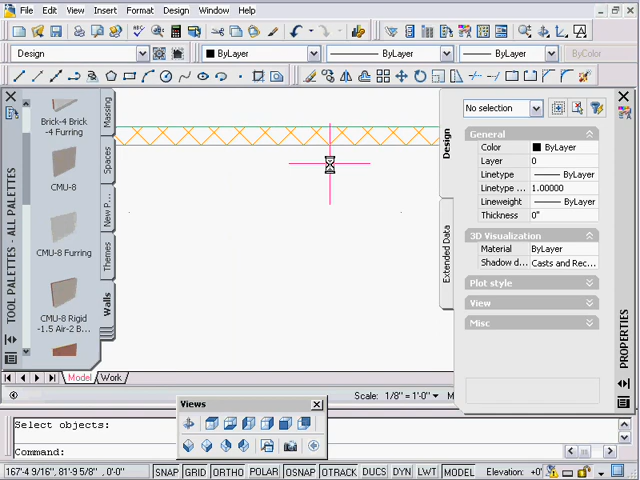 File Edit View Insert Format Design Modify Window Help
Design
ByLayer
ByLayer
ByLayer
ByColor
TOOL PALETTES - ALL PALETTES
Brick-4 Brick
-4 Furring
CMU-8
CMU-8 Furring
CMU-8 Rigid
-1.5 Air-2 B...
Massing
Spaces
New P...
Themes
Walls
Design
Extended Data
No selection
General
Color ByLayer
Layer 0
Linetype ByLayer
Linetype ... 1.00000
Lineweight ByLayer
Thickness 0"
3D Visualization
Material ByLayer
Shadow d... Casts and Rec...
Plot style
View
Misc
PROPERTIES
Model Work
Scale: 1/8" = 1'-0" M
Views
Select objects:
Command:
167'-4 9/16", 81'-9 5/8" , 0'-0" SNAP GRID ORTHO POLAR OSNAP OTRACK DUCS DYN LWT MODEL Elevation: +0"